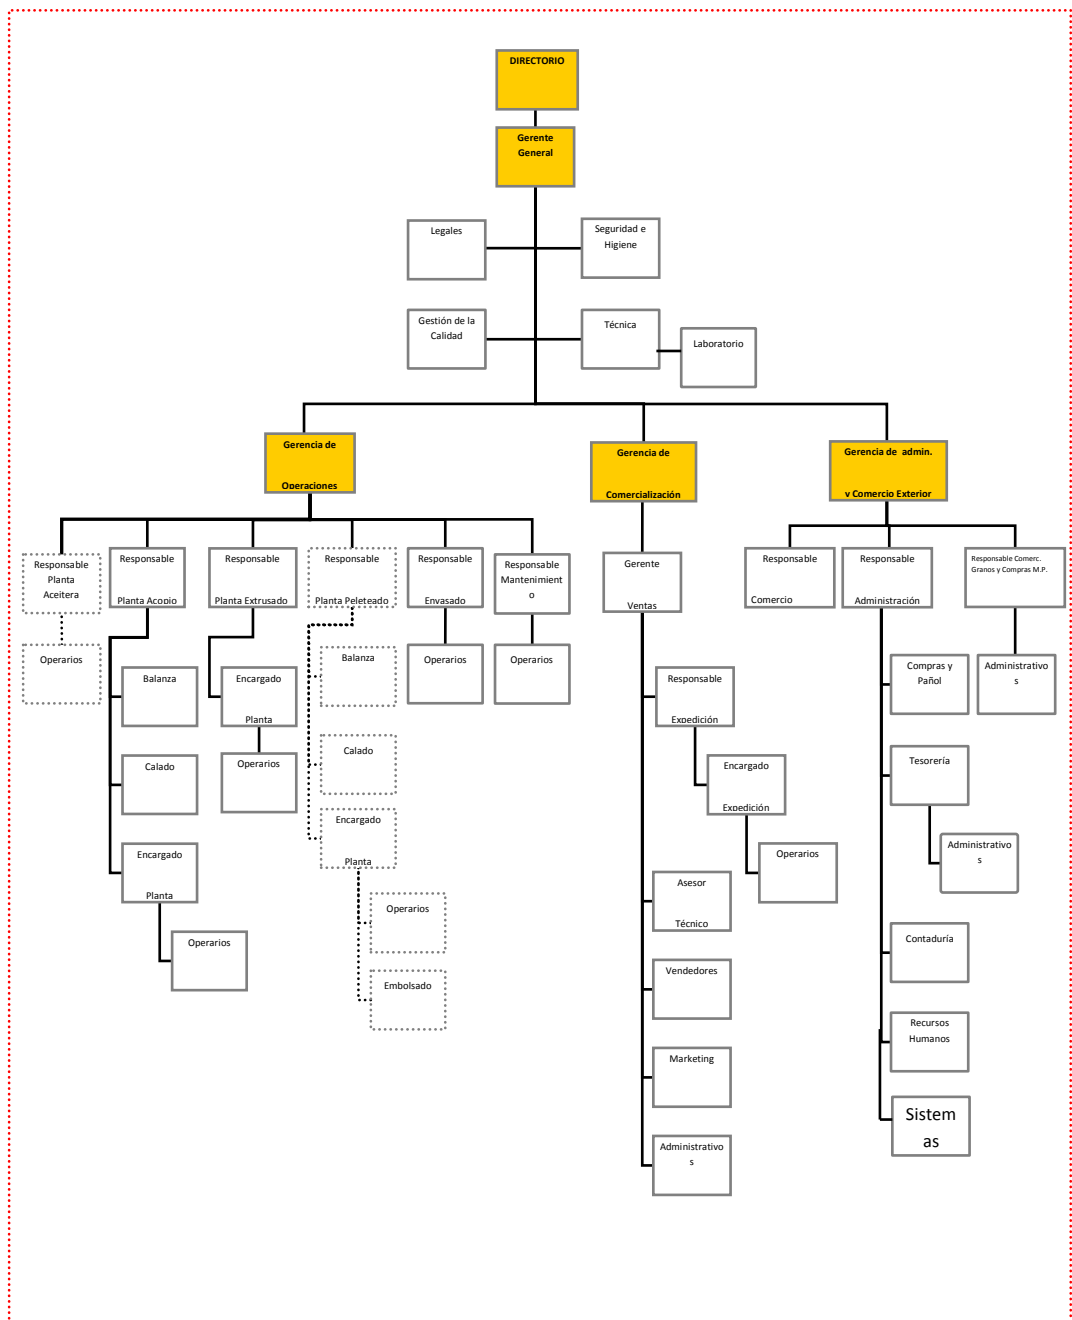 DIRECTORIO
Gerente
General
Legales
Seguridad e
Higiene
Gestión de la
Calidad
Técnica
Laboratorio
Gerencia de
Operaciones
Gerencia de
Comercialización
Gerencia de admin.
y Comercio Exterior
Responsable
Planta
Aceitera
Responsable
Planta Acopio
Responsable
Planta Extrusado
Responsable
Planta Peleteado
Responsable
Envasado
Responsable
Mantenimient
o
Gerente
Ventas
Responsable
Comercio
Responsable
Administración
Responsable Comerc.
Granos y Compras M.P.
Operarios
Balanza
Encargado
Planta
Balanza
Operarios
Operarios
Responsable
Expedición
Compras y
Pañol
Administrativo
s
Calado
Operarios
Calado
Encargado
Expedición
Tesorería
Encargado
Planta
Encargado
Planta
Operarios
Administrativo
s
Operarios
Operarios
Asesor
Técnico
Contaduría
Embolsado
Vendedores
Recursos
Humanos
Marketing
Sistem
as
Administrativo
s